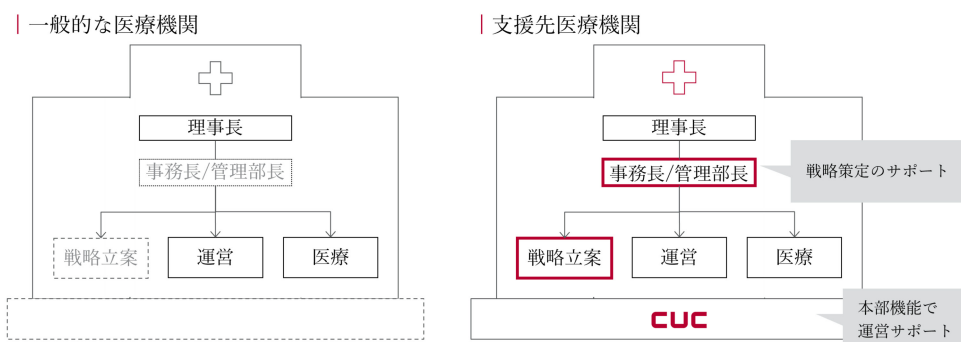 一般的な医療機関
理事長
事務長/管理部長
戦略立案
運営
医療
支援先医療機関
理事長
事務長/管理部長
戦略策定のサポート
戦略立案
運営
医療
CUC
本部機能で
運営サポート